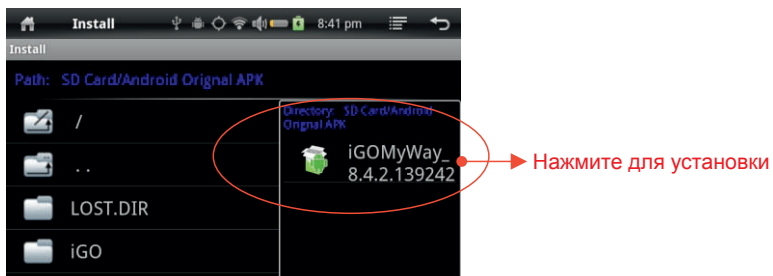 Install 8:41 pm
Install
Path: SD Card/Android Orignal APK
/
. .
LOST.DIR
iGO
Directory: SD Card/Android
Orignal APK
iGOMyWay_
8.4.2.139242
Нажмите для установки